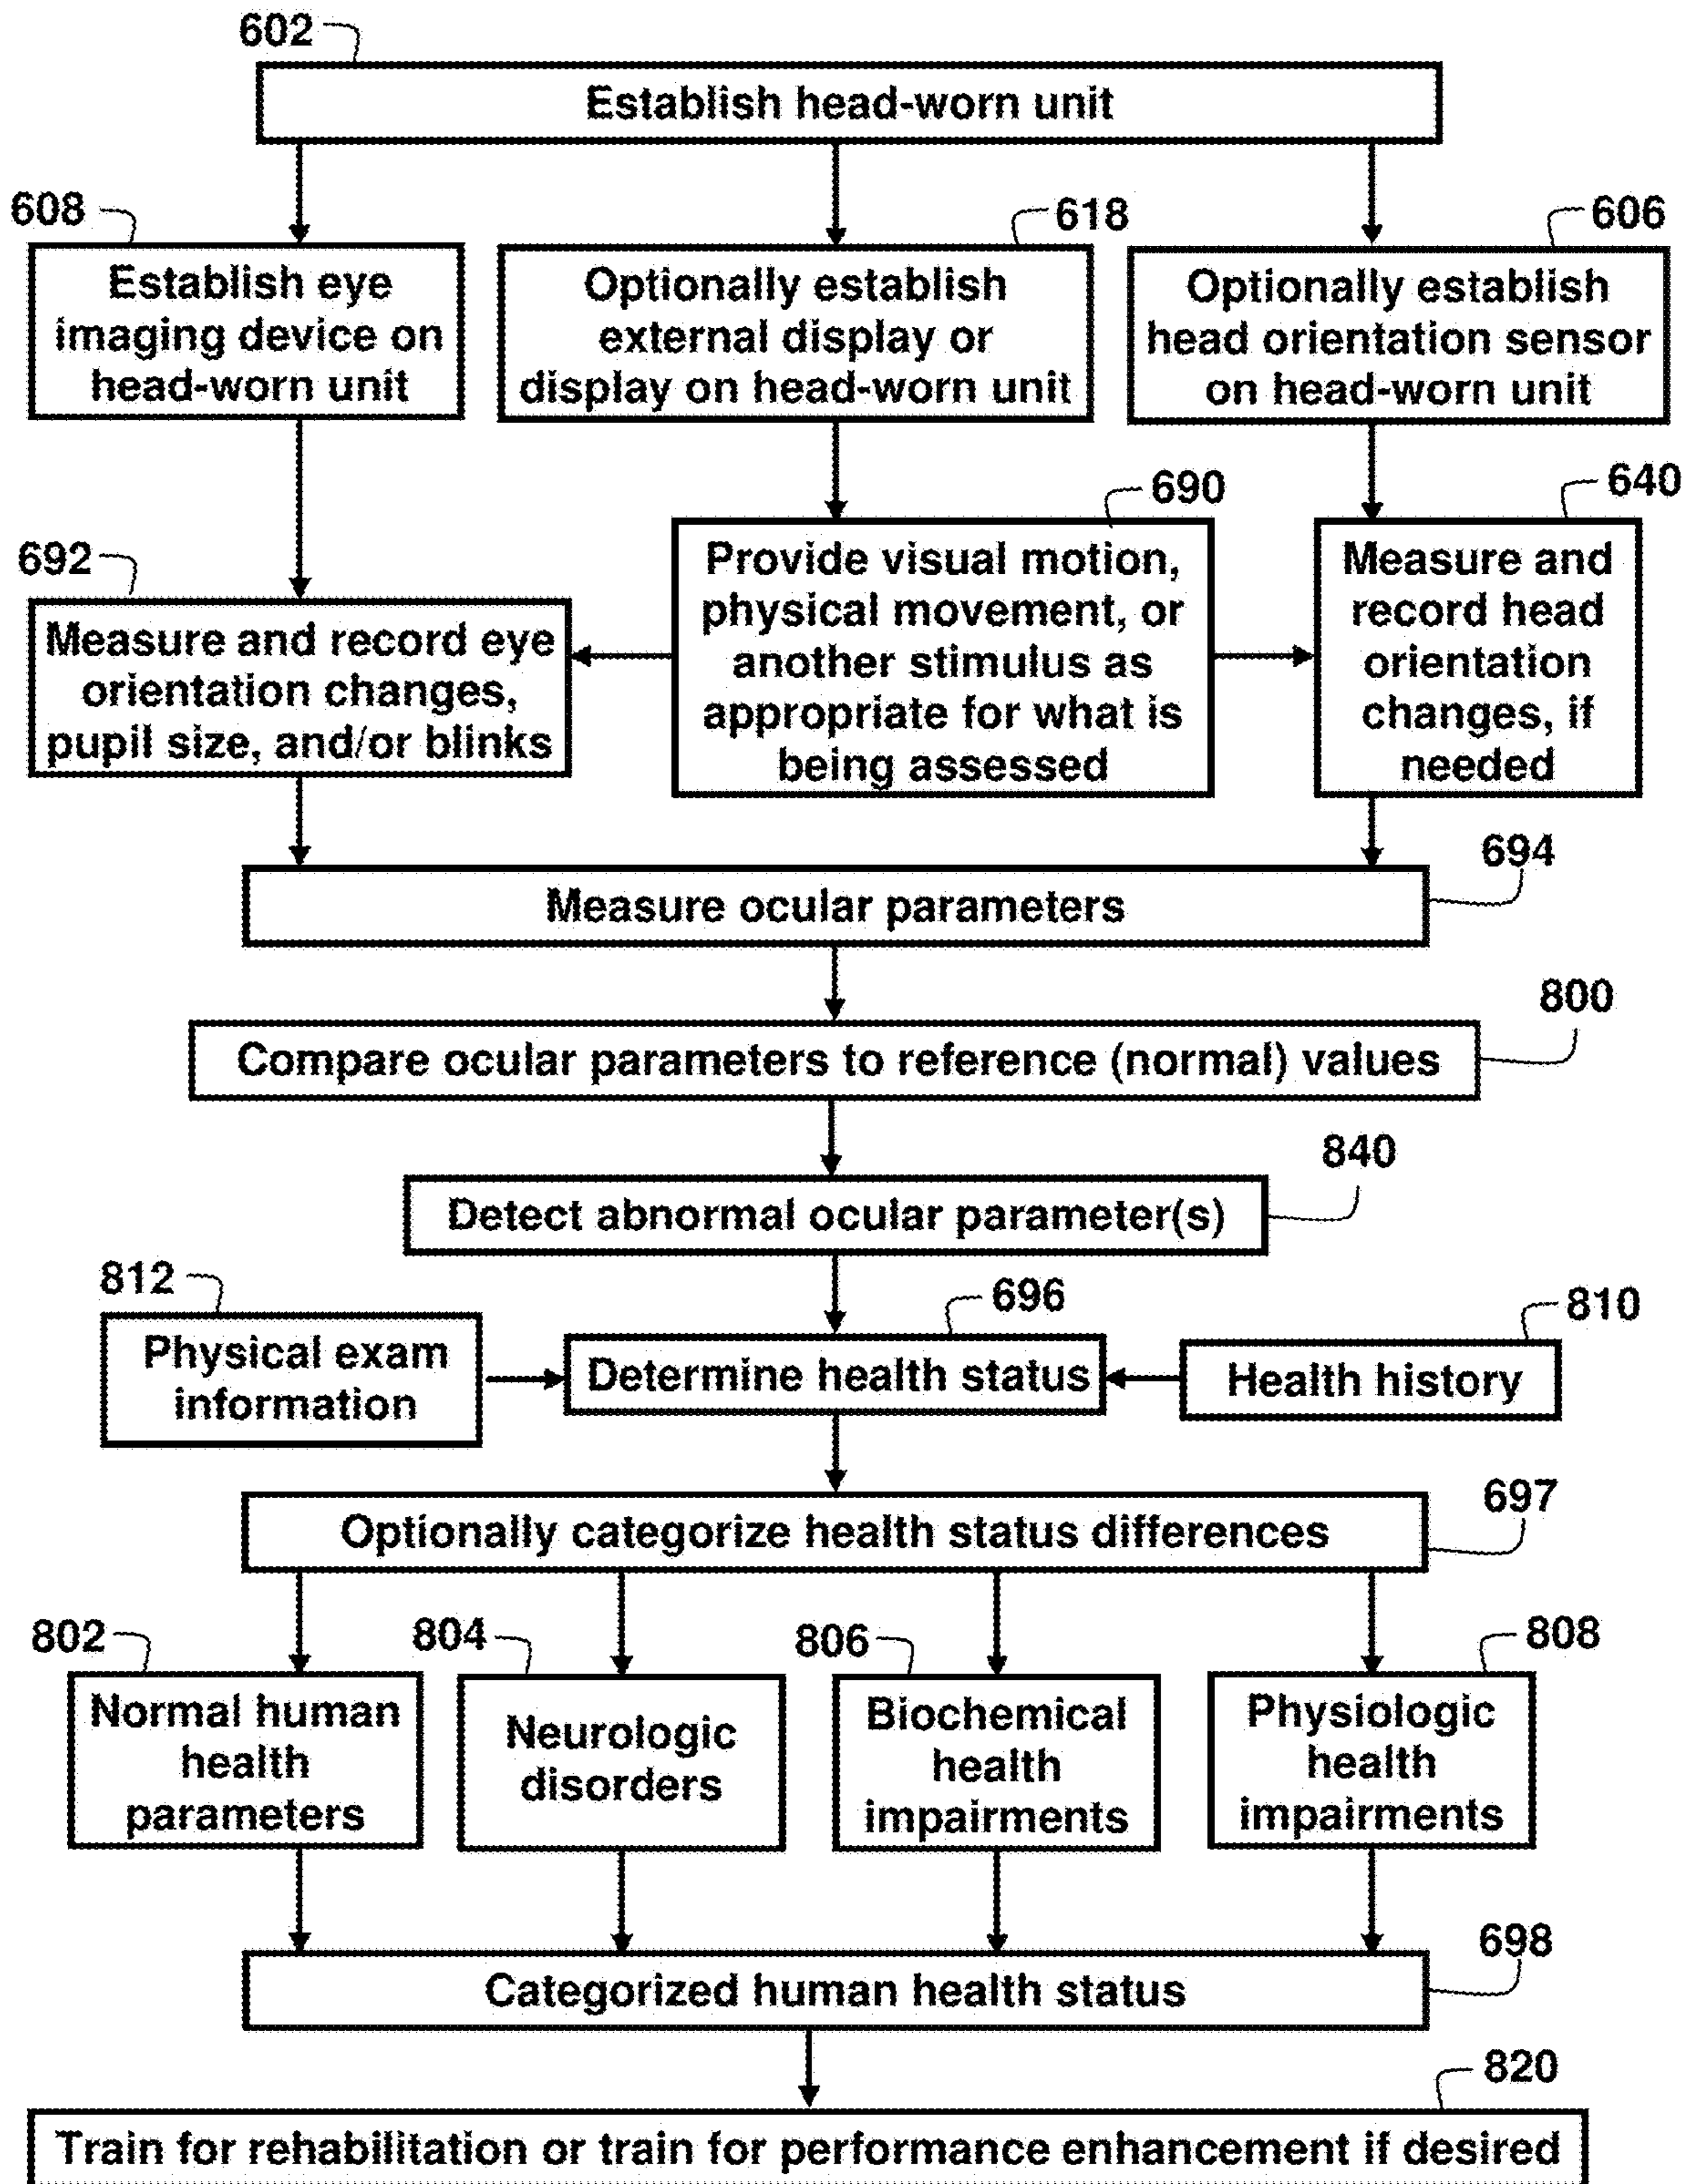 602
Establish head-worn unit
608
618
606
Establish eye
imaging device on
head-worn unit
Optionally establish
external display or
display on head-worn unit
Optionally establish
head orientation sensor
on head-worn unit
692
690
640
Measure and record eye
orientation changes,
pupil size, and/or blinks
Provide visual motion,
physical movement, or
another stimulus as
appropriate for what is
being assessed
Measure and
record head
orientation
changes, if
needed
694
Measure ocular parameters
800
Compare ocular parameters to reference (normal) values
840
Detect abnormal ocular parameter(s)
812
696
810
Physical exam
information
Determine health status
Health history
697
Optionally categorize health status differences
802
804
806
808
Normal human
health
parameters
Neurologic
disorders
Biochemical
health
impairments
Physiologic
health
impairments
698
Categorized human health status
820
Train for rehabilitation or train for performance enhancement if desired